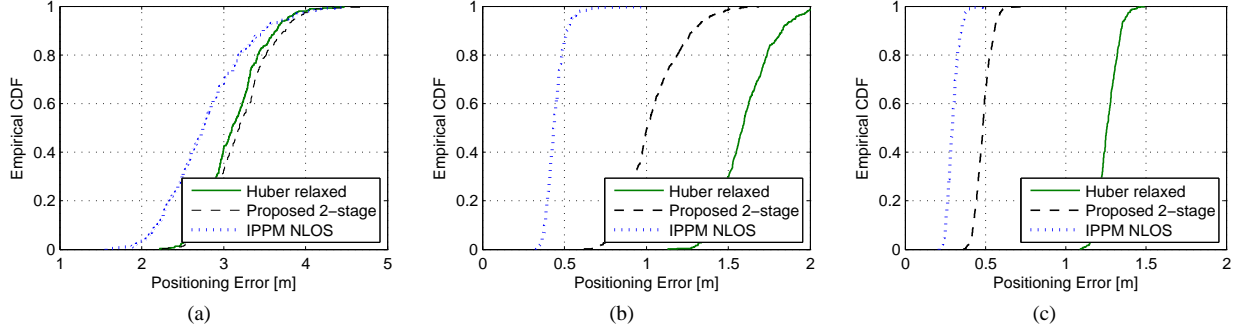 1
0.8
0.6
0.4
0.2
0
1
2
3
4
5
Empirical CDF
Positioning Error [m]
Huber relaxed
Proposed 2−stage
IPPM NLOS
(a)
1
0.8
0.6
0.4
0.2
0
0
0.5
1
1.5
2
Empirical CDF
Positioning Error [m]
Huber relaxed
Proposed 2−stage
IPPM NLOS
(b)
1
0.8
0.6
0.4
0.2
0
0
0.5
1
1.5
2
Empirical CDF
Positioning Error [m]
Huber relaxed
Proposed 2−stage
IPPM NLOS
(c)